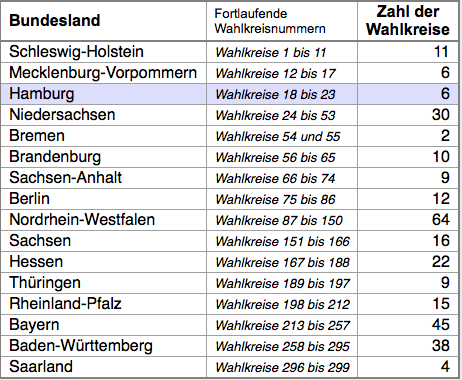 Bundesland Fortlaufende Wahlkreisnummern Zahl der Wahlkreise
Schleswig-Holstein Wahlkreise 1 bis 11 11
Mecklenburg-Vorpommern Wahlkreise 12 bis 17 6
Hamburg Wahlkreise 18 bis 23 6
Niedersachsen Wahlkreise 24 bis 53 30
Bremen Wahlkreise 54 und 55 2
Brandenburg Wahlkreise 56 bis 65 10
Sachsen-Anhalt Wahlkreise 66 bis 74 9
Berlin Wahlkreise 75 bis 86 12
Nordrhein-Westfalen Wahlkreise 87 bis 150 64
Sachsen Wahlkreise 151 bis 166 16
Hessen Wahlkreise 167 bis 188 22
Thüringen Wahlkreise 189 bis 197 9
Rheinland-Pfalz Wahlkreise 198 bis 212 15
Bayern Wahlkreise 213 bis 257 45
Baden-Württemberg Wahlkreise 258 bis 295 38
Saarland Wahlkreise 296 bis 299 4